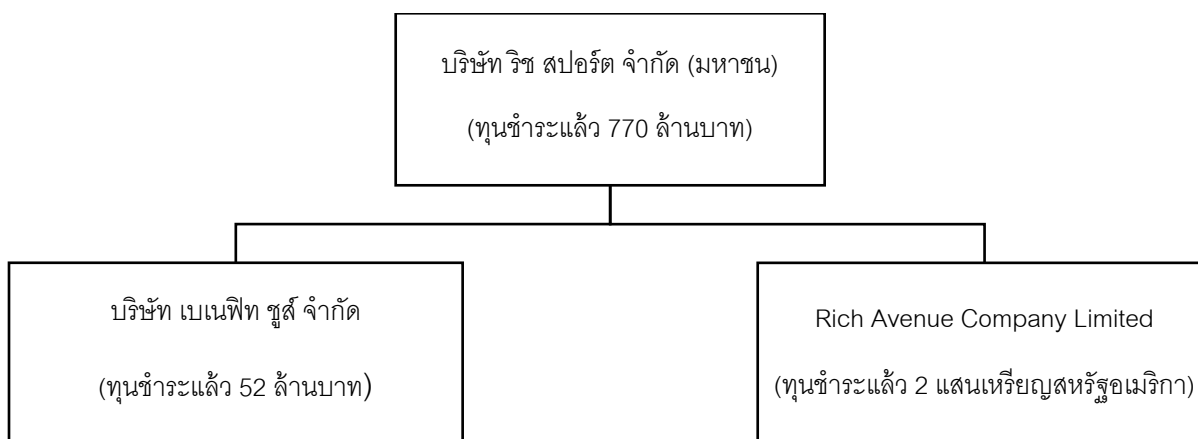 บริษัท ริช สปอร์ต จำกัด (มหาชน)
(ทุนชำระแล้ว 770 ล้านบาท)
บริษัท เบเนฟิท ชูส์ จำกัด
(ทุนชำระแล้ว 52 ล้านบาท)
Rich Avenue Company Limited
(ทุนชำระแล้ว 2 แสนเหรียญสหรัฐอเมริกา)